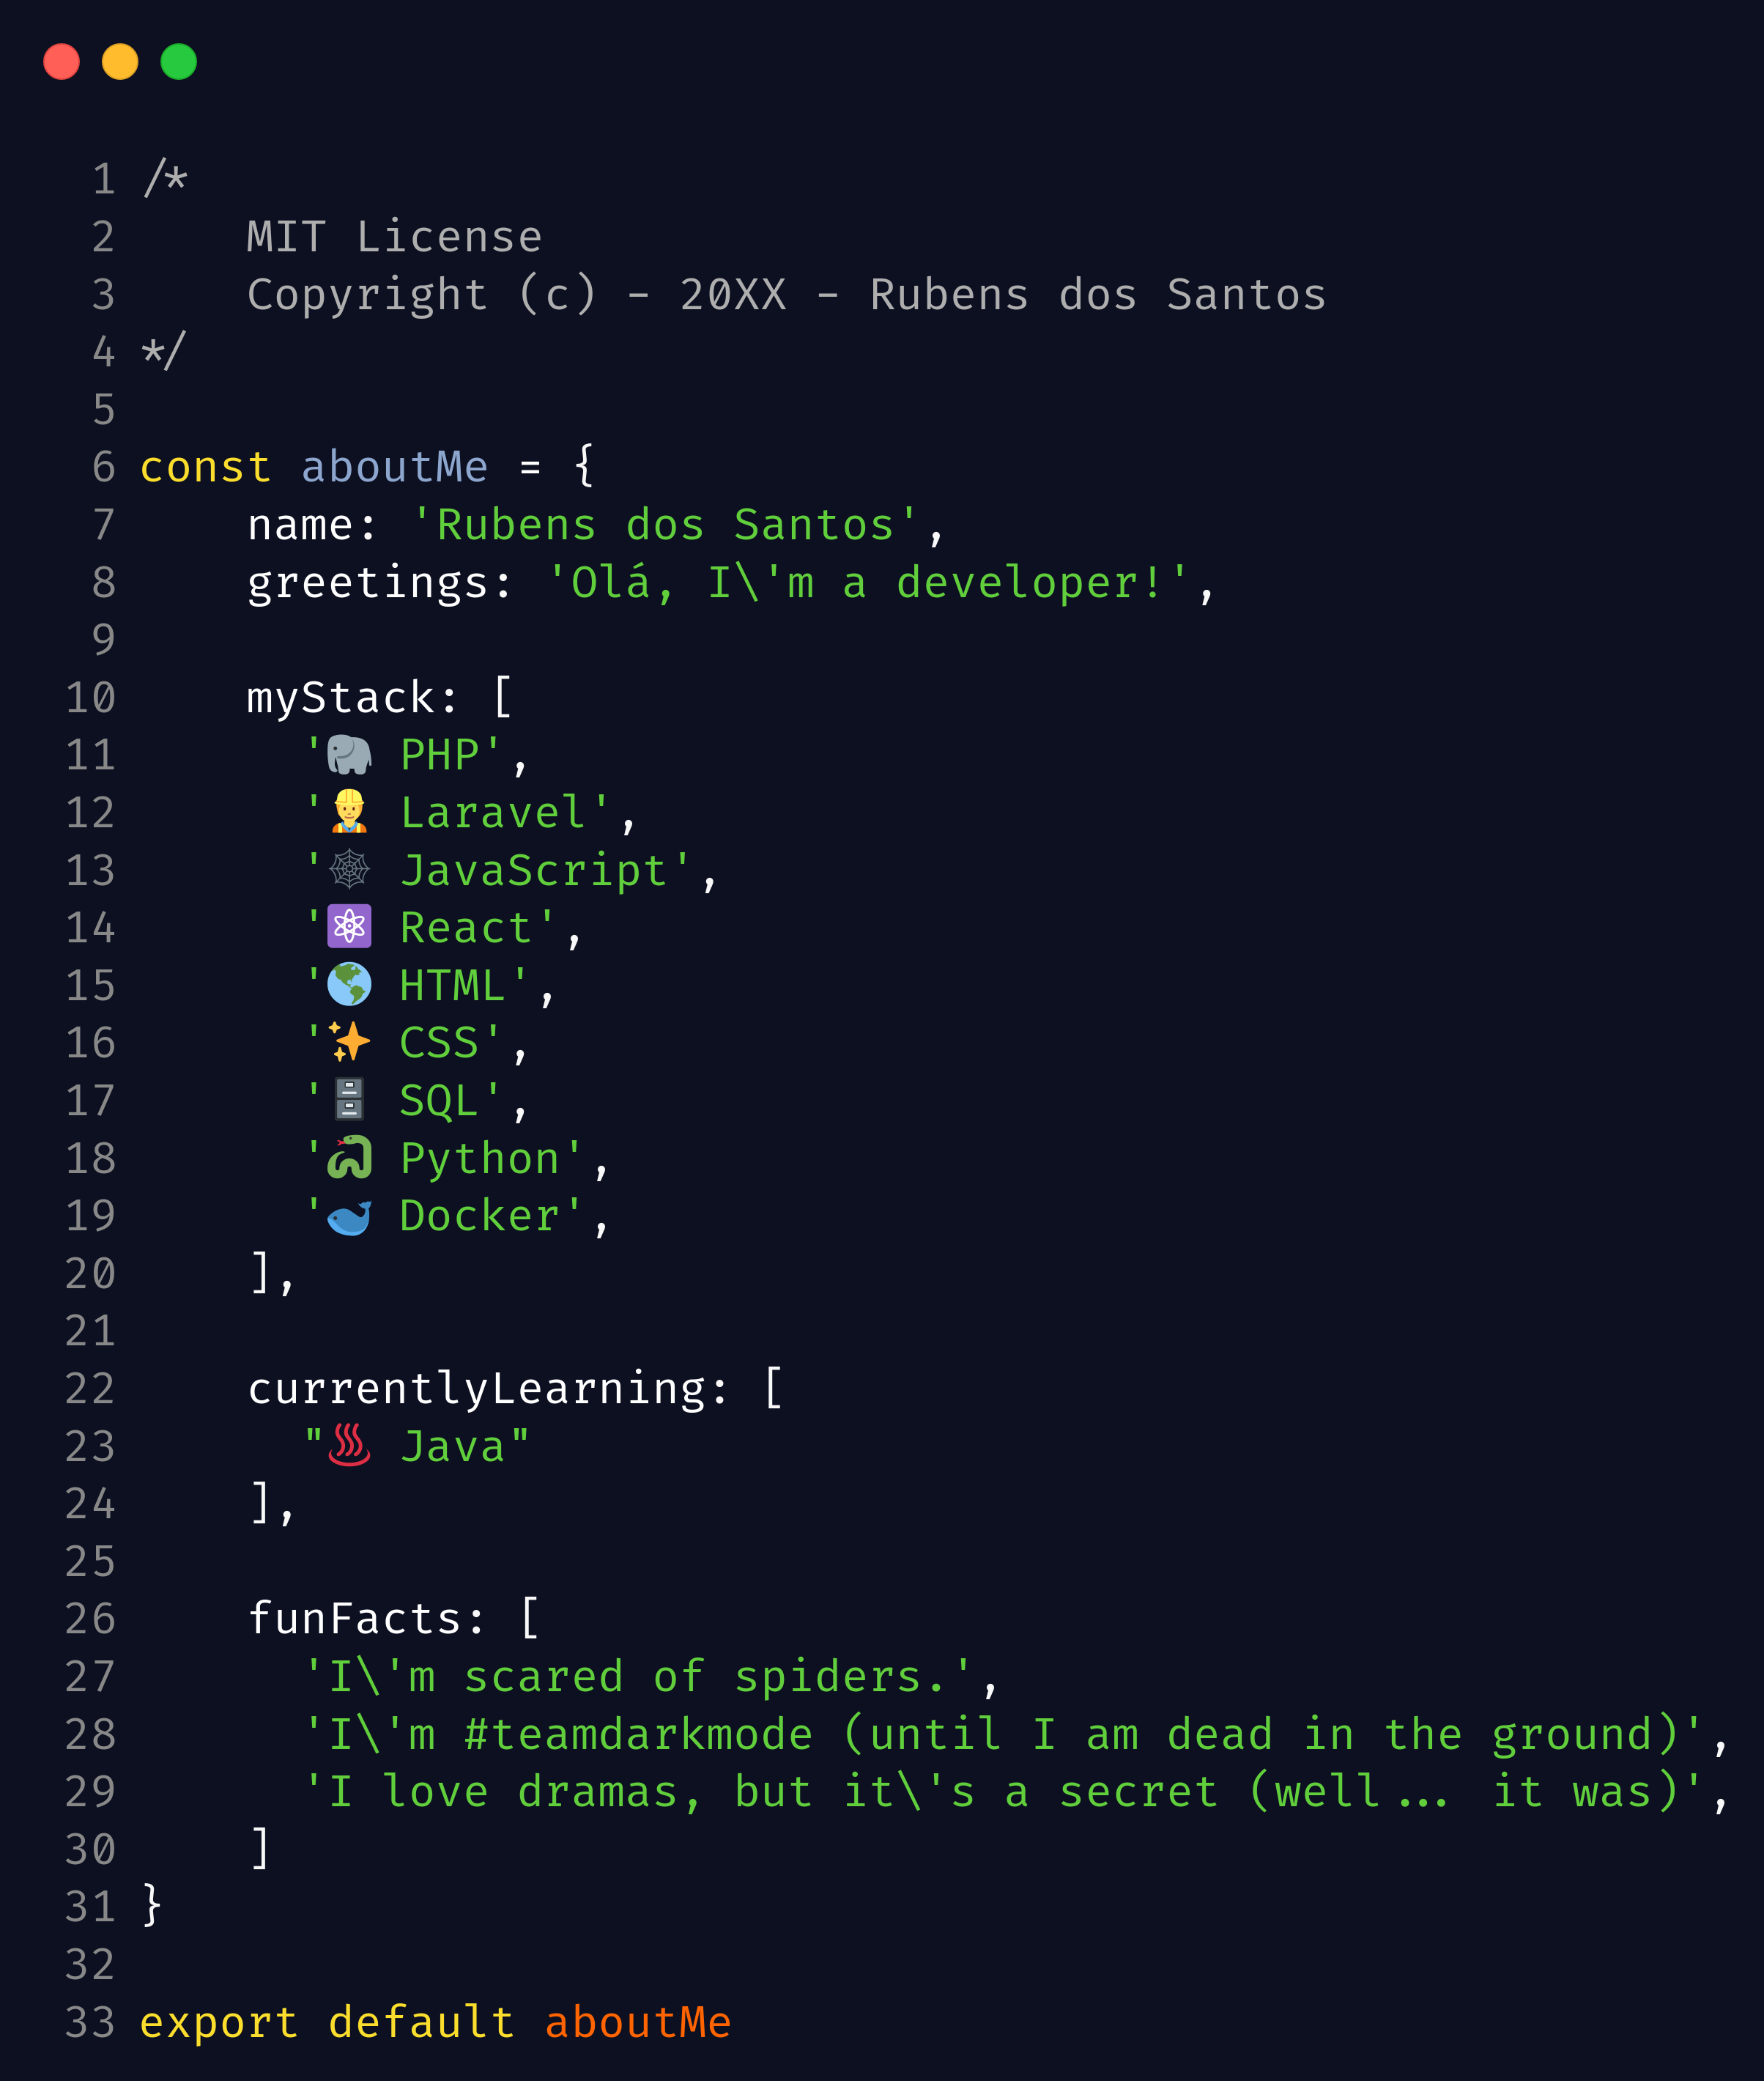 1 /*
2     MIT License
3     Copyright (c) - 20XX - Rubens dos Santos
4 */
5
6 const aboutMe = {
7     name: 'Rubens dos Santos',
8     greetings: 'Olá, I\'m a developer!',
9
10     myStack: [
11       '🐘 PHP',
12       '👷 Laravel',
13       '🕸 JavaScript',
14       '⚛ React',
15       '🌎 HTML',
16       '✨ CSS',
17       '🗄 SQL',
18       '🐍 Python',
19       '🐋 Docker',
20     ],
21
22     currentlyLearning: [
23       "♨ Java"
24     ],
25
26     funFacts: [
27       'I\'m scared of spiders.',
28       'I\'m #teamdarkmode (until I am dead in the ground)',
29       'I love dramas, but it\'s a secret (well... it was)',
30     ]
31 }
32
33 export default aboutMe